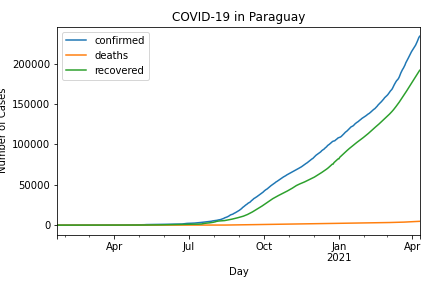 COVID-19 in Paraguay
confirmed
deaths
recovered
Number of Cases
200000
150000
100000
50000
0
Apr
Jul
Oct
Jan
2021
Apr
Day